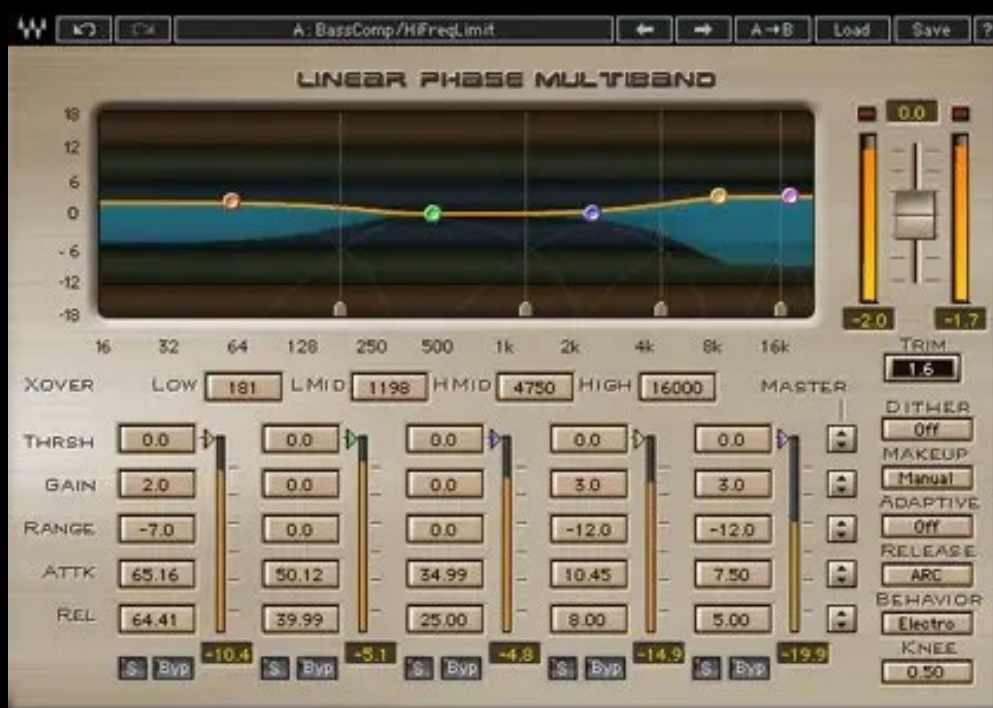 A: BassComp/HiFreqLimit A→B Load Save ?
LINEAR PHASE MULTIBAND
0.0
18
12
6
0
-6
-12
-18
-2.0 -1.7
16 32 64 128 250 500 1k 2k 4k 8k 16k
TRIM
1.6
XOVER LOW 181 LMID 1198 HMID 4750 HIGH 16000 MASTER
DITHER
Off
THRSH 0.0 0.0 0.0 0.0 0.0
MAKEUP
Manual
GAIN 2.0 0.0 0.0 3.0 3.0
ADAPTIVE
Off
RANGE -7.0 0.0 0.0 -12.0 -12.0
RELEASE
ARC
ATTK 65.16 50.12 34.99 10.45 7.50
BEHAVIOR
Electro
REL 64.41 39.99 25.00 8.00 5.00
KNEE
0.50
-10.4 -5.1 -4.8 -14.9 -19.9
S Byp S Byp S Byp S Byp S Byp